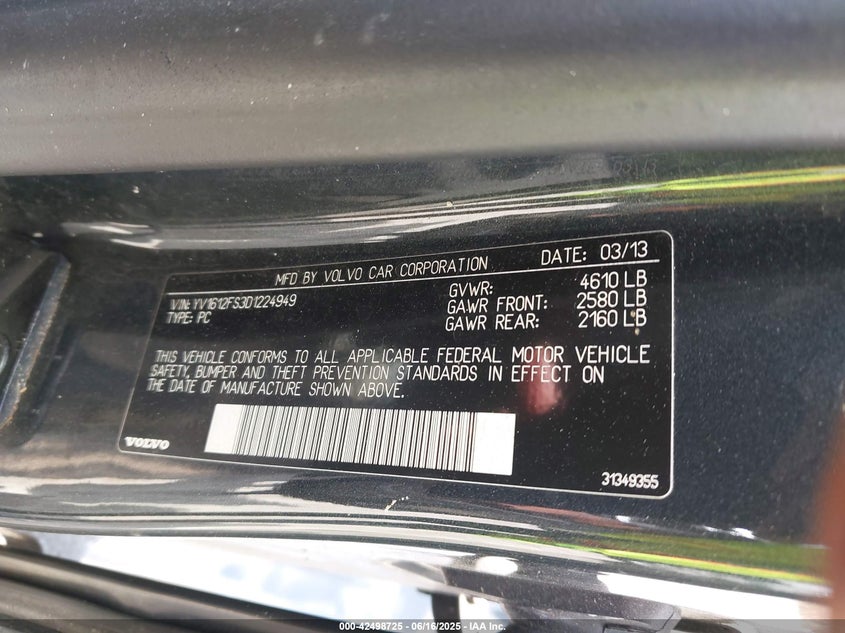 MFD BY VOLVO CAR CORPORATION DATE: 03/13
VIN: YV1612FS3D1224949 GVWR: 4610 LB
TYPE: PC GAWR FRONT: 2580 LB
GAWR REAR: 2160 LB
THIS VEHICLE CONFORMS TO ALL APPLICABLE FEDERAL MOTOR VEHICLE
SAFETY, BUMPER AND THEFT PREVENTION STANDARDS IN EFFECT ON
THE DATE OF MANUFACTURE SHOWN ABOVE.
VOLVO 31349355
000-42498725 - 06/16/2025 - IAA Inc.